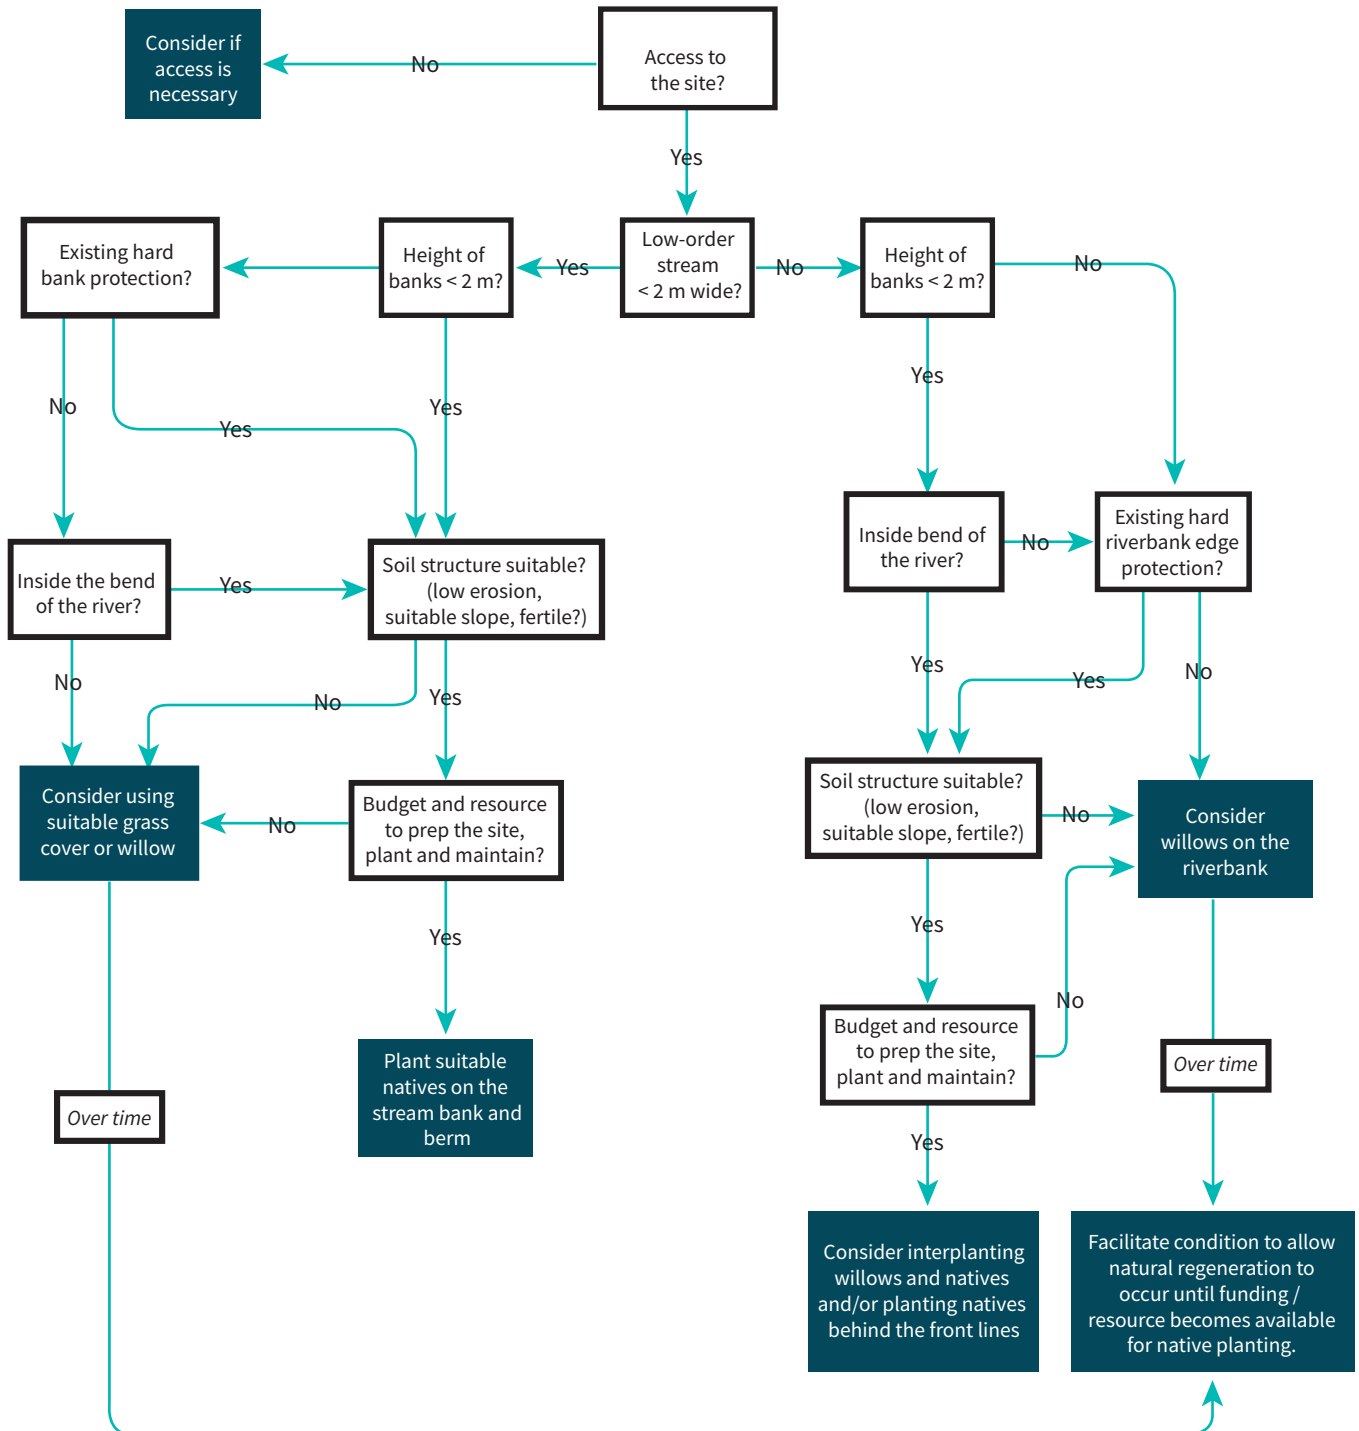 Consider if
access is
necessary
No
Access to
the site?
Yes
Existing hard
bank protection?
Height of
banks < 2 m?
Yes
Low-order
stream
< 2 m wide?
No
Height of
banks < 2 m?
No
No
Yes
Yes
Yes
Inside the bend
of the river?
Yes
Soil structure suitable?
(low erosion,
suitable slope, fertile?)
Inside bend of
the river?
No
Existing hard
riverbank edge
protection?
No
No
Yes
Yes
Yes
No
Consider using
suitable grass
cover or willow
No
Budget and resource
to prep the site,
plant and maintain?
Soil structure suitable?
(low erosion,
suitable slope, fertile?)
No
Consider
willows on the
riverbank
Yes
Yes
No
Plant suitable
natives on the
stream bank and
berm
Budget and resource
to prep the site,
plant and maintain?
Over time
Over time
Yes
Consider interplanting
willows and natives
and/or planting natives
behind the front lines
Facilitate condition to allow
natural regeneration to
occur until funding /
resource becomes available
for native planting.